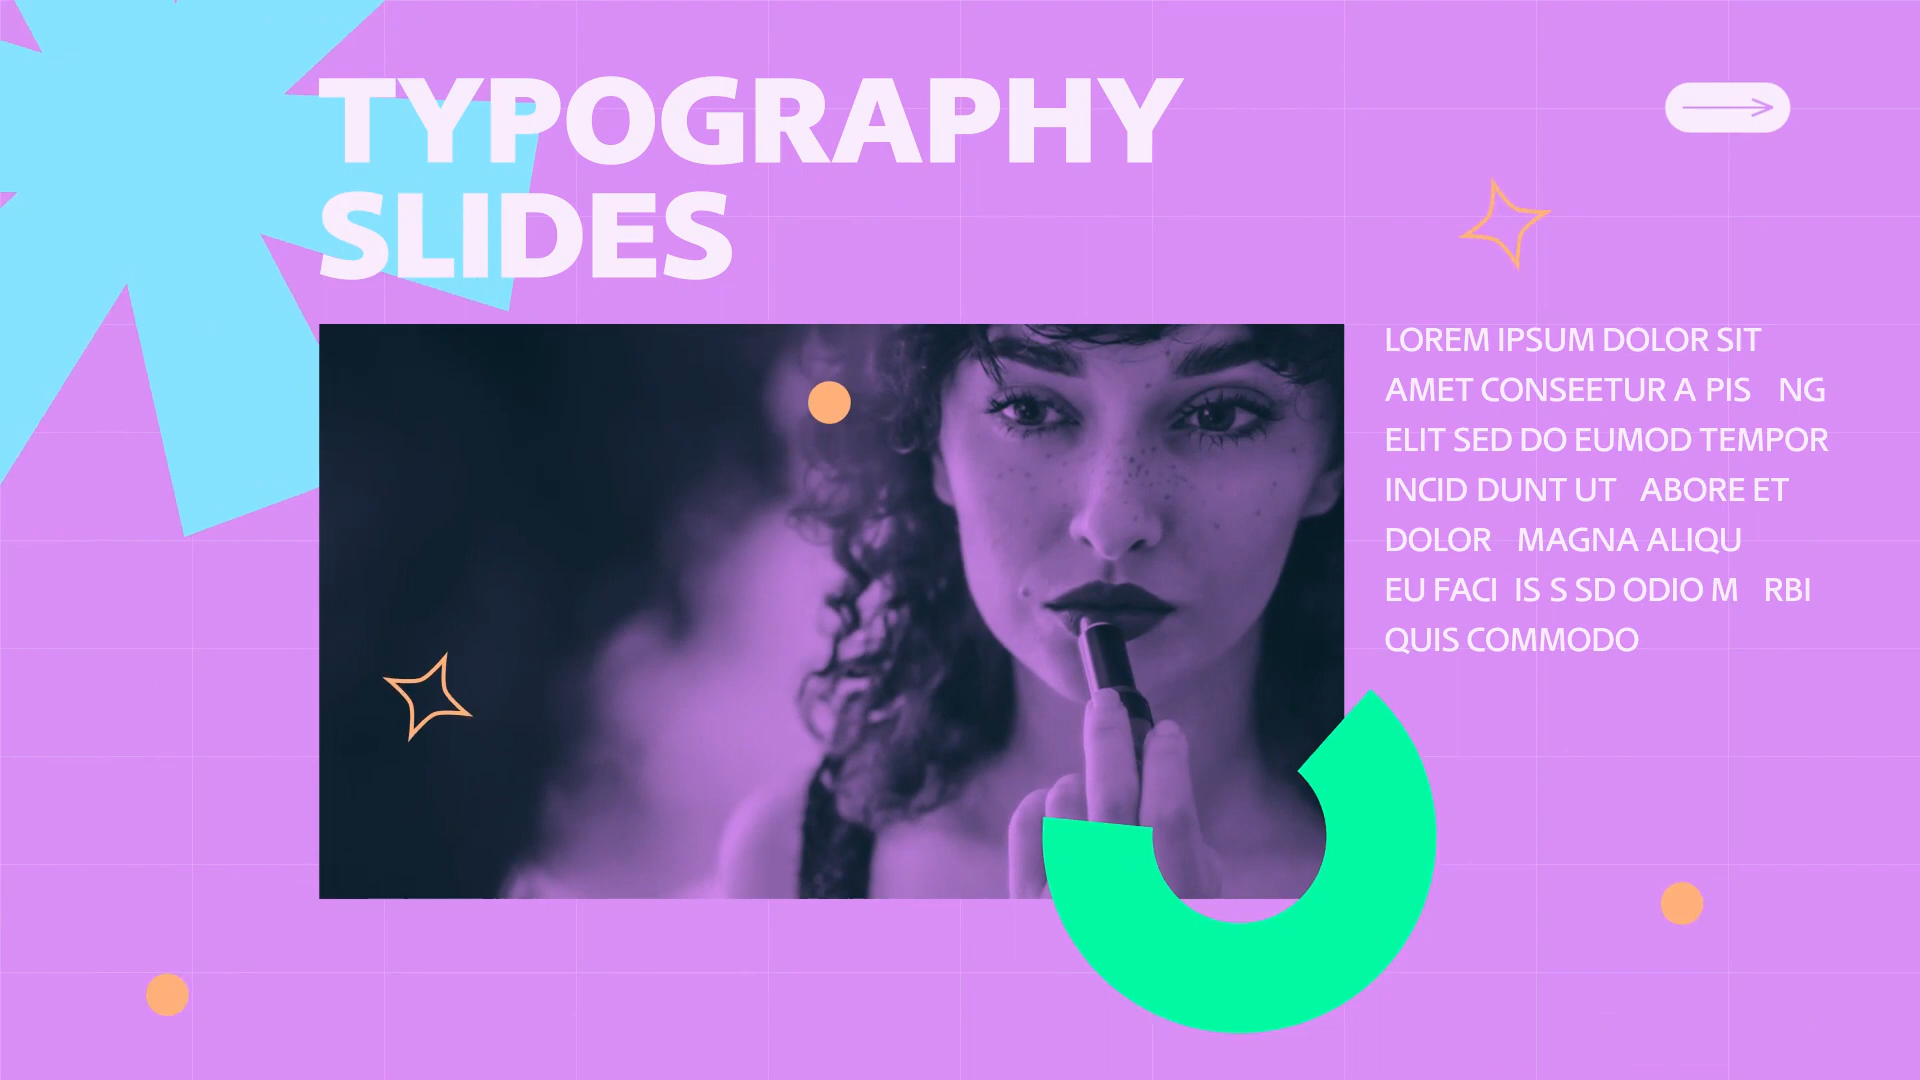 TYPOGRAPHY
SLIDES
LOREM IPSUM DOLOR SIT
AMET CONSEETUR A PIS NG
ELIT SED DO EUMOD TEMPOR
INCID DUNT UT ABORE ET
DOLOR MAGNA ALIQU
EU FACI IS S SD ODIO M RBI
QUIS COMMODO